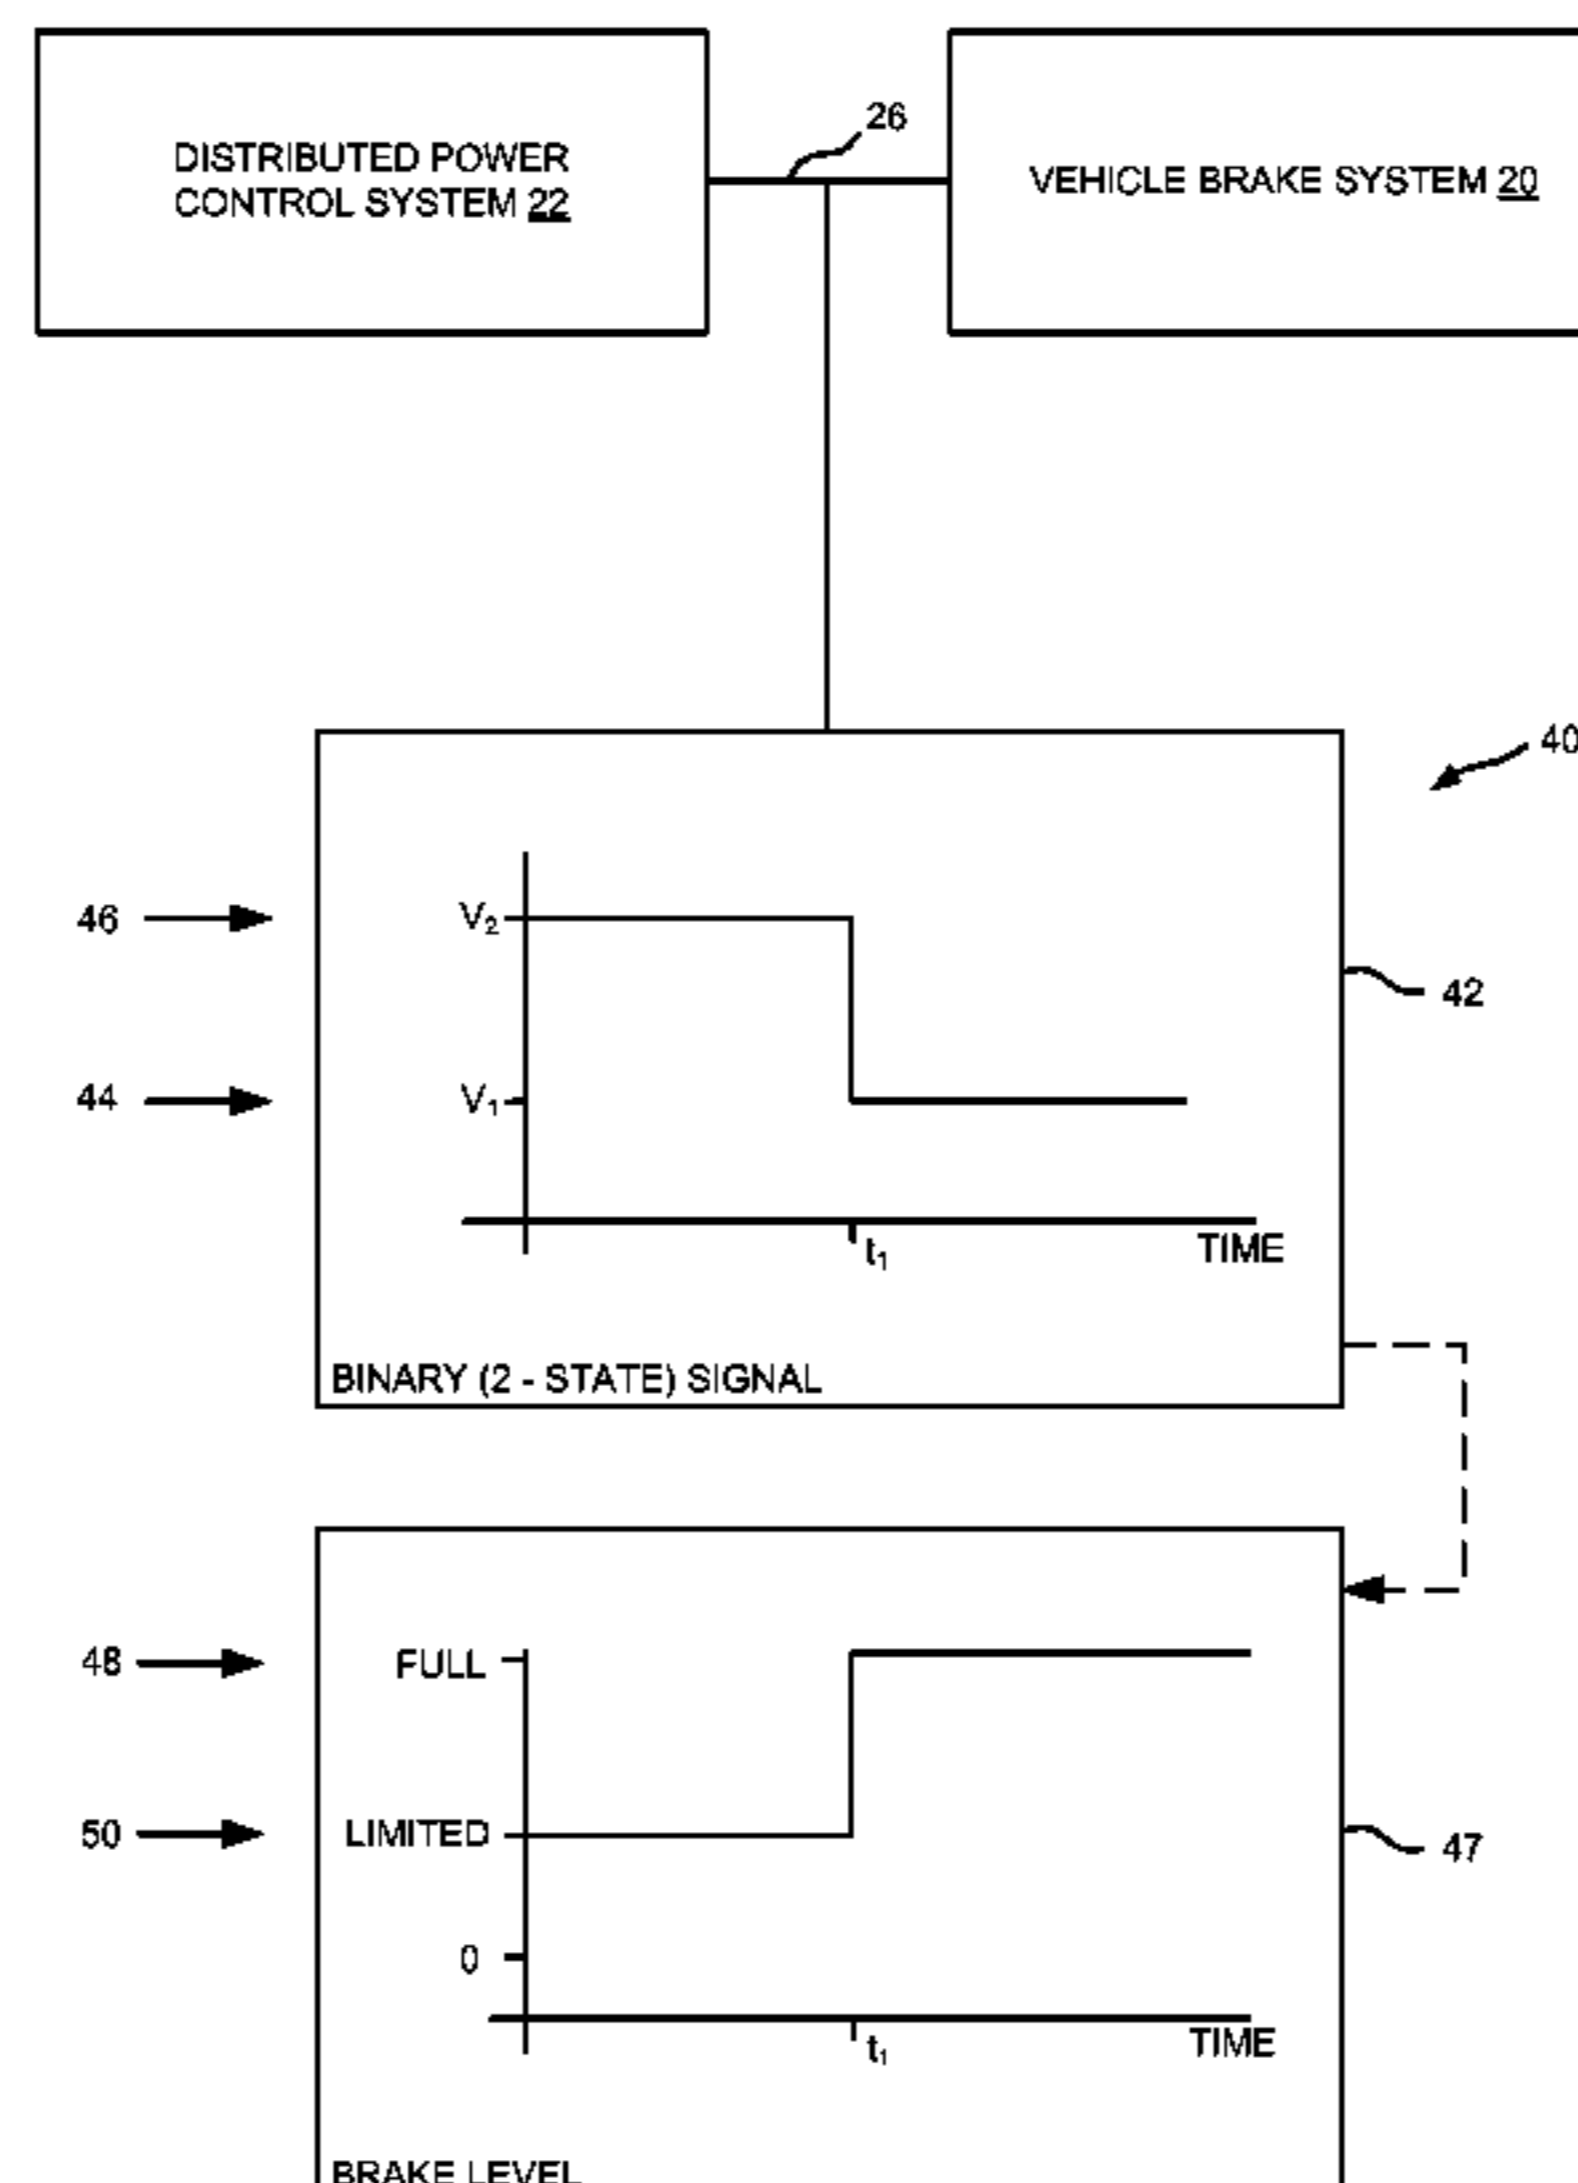 DISTRIBUTED POWER
CONTROL SYSTEM 22
26
VEHICLE BRAKE SYSTEM 20
40
46
V₂
42
44
V₁
t₁
TIME
BINARY (2 - STATE) SIGNAL
48
FULL
50
LIMITED
47
0
t₁
TIME
BRAKE LEVEL